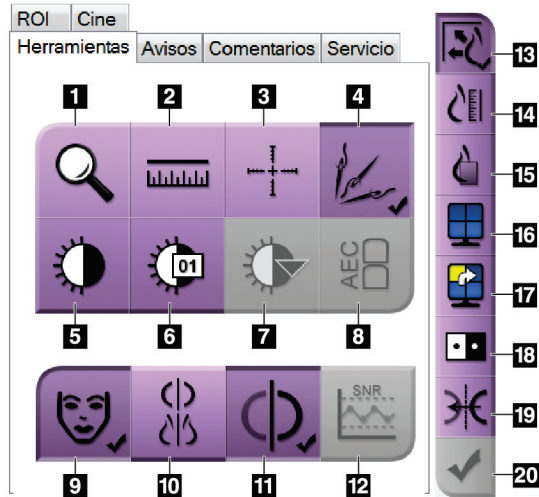 ROI Cine
Herramientas Avisos Comentarios Servicio
1 2 3 4
01
AEC
5 6 7 8
SNR
9 10 11 12
13
14
15
16
17
18
19
20